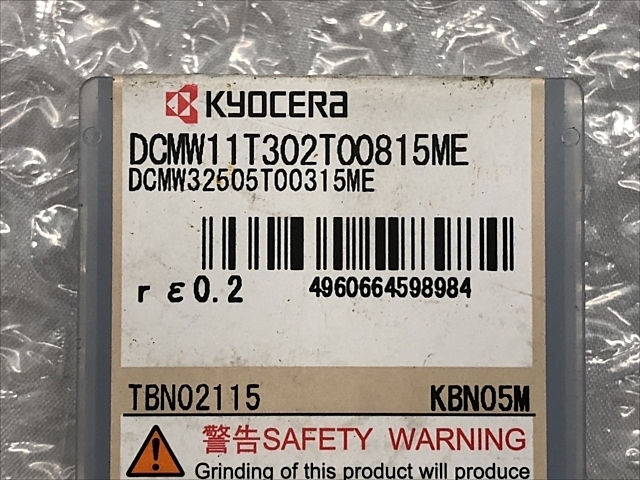 KYOCERA
DCMW11T302T00815ME
DCMW32505T00315ME
rε0.2
4960664598984
TBN02115
KBN05M
警告SAFETY WARNING
Grinding of this product will produce